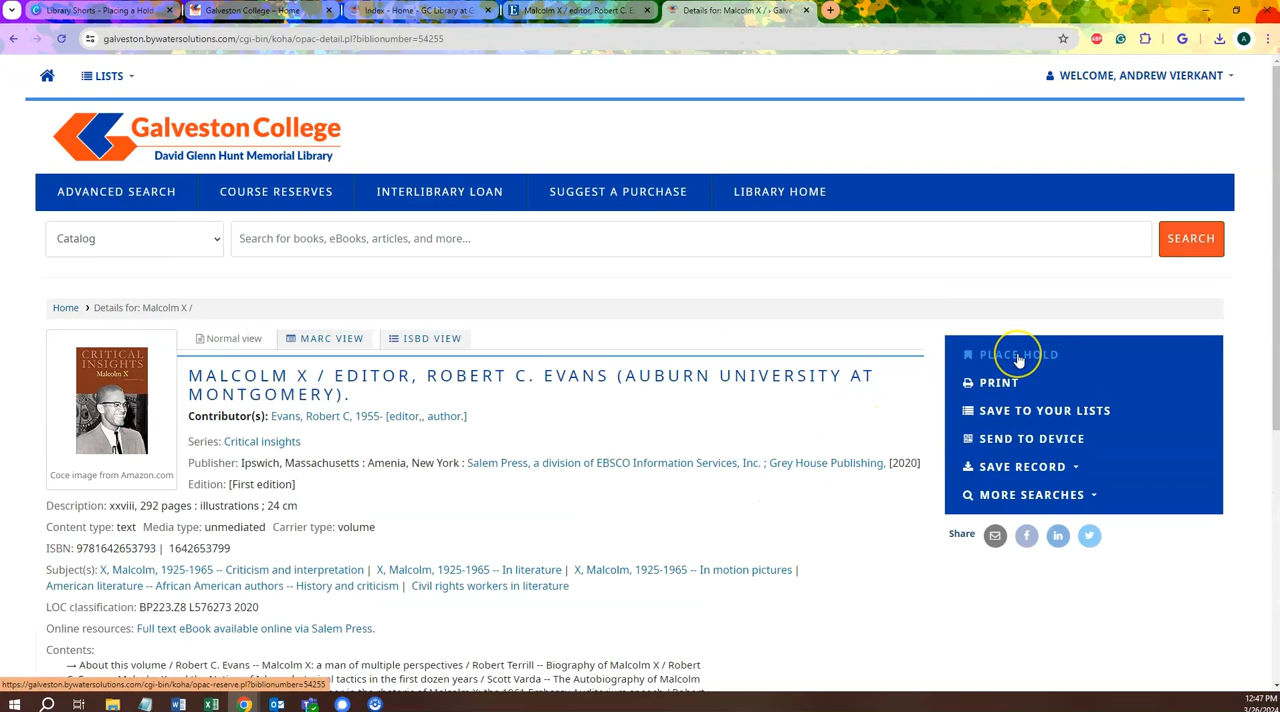 Library Shorts - Placing a Hold
Galveston College – Home
Index - Home - GC Library at G
Malcolm X / editor, Robert C. E
Details for: Malcolm X / › Galve
galveston.bywatersolutions.com/cgi-bin/koha/opac-detail.pl?biblionumber=54255
LISTS
WELCOME, ANDREW VIERKANT
Galveston College
David Glenn Hunt Memorial Library
ADVANCED SEARCH COURSE RESERVES INTERLIBRARY LOAN SUGGEST A PURCHASE LIBRARY HOME
Catalog
Search for books, eBooks, articles, and more...
SEARCH
Home › Details for: Malcolm X /
Normal view MARC VIEW ISBD VIEW
CRITICAL
INSIGHTS
Malcolm X
Coce image from Amazon.com
MALCOLM X / EDITOR, ROBERT C. EVANS (AUBURN UNIVERSITY AT
MONTGOMERY).
Contributor(s): Evans, Robert C, 1955- [editor,, author.]
Series: Critical insights
Publisher: Ipswich, Massachusetts : Amenia, New York : Salem Press, a division of EBSCO Information Services, Inc. ; Grey House Publishing, [2020]
Edition: [First edition]
Description: xxviii, 292 pages : illustrations ; 24 cm
Content type: text Media type: unmediated Carrier type: volume
ISBN: 9781642653793 | 1642653799
Subject(s): X, Malcolm, 1925-1965 -- Criticism and interpretation | X, Malcolm, 1925-1965 -- In literature | X, Malcolm, 1925-1965 -- In motion pictures |
American literature -- African American authors -- History and criticism | Civil rights workers in literature
LOC classification: BP223.Z8 L576273 2020
Online resources: Full text eBook available online via Salem Press.
Contents:
→ About this volume / Robert C. Evans -- Malcolm X: a man of multiple perspectives / Robert Terrill -- Biography of Malcolm X / Robert
tactics in the first dozen years / Scott Varda -- The Autobiography of Malcolm
PLACE HOLD
PRINT
SAVE TO YOUR LISTS
SEND TO DEVICE
SAVE RECORD
MORE SEARCHES
Share
https://galveston.bywatersolutions.com/cgi-bin/koha/opac-reserve.pl?biblionumber=54255
12:47 PM
3/26/2024